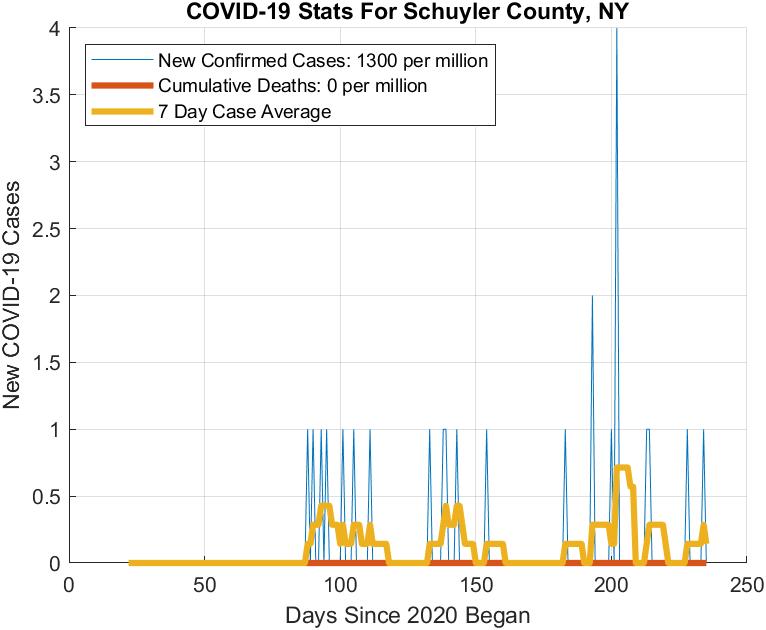 COVID-19 Stats For Schuyler County, NY
New Confirmed Cases: 1300 per million
Cumulative Deaths: 0 per million
7 Day Case Average
4
3.5
3
2.5
2
1.5
1
0.5
0
New COVID-19 Cases
0 50 100 150 200 250
Days Since 2020 Began